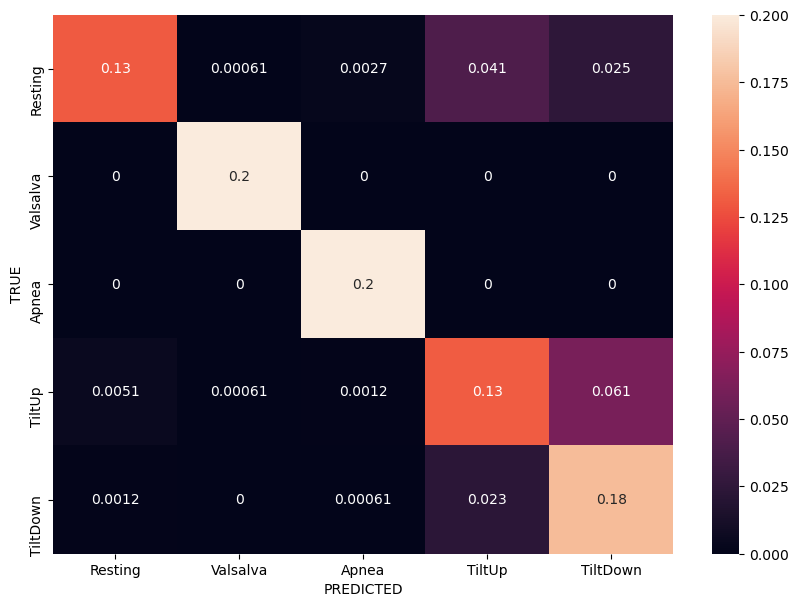 Resting 0.13 0.00061 0.0027 0.041 0.025
Valsalva 0 0.2 0 0 0
Apnea 0 0 0.2 0 0
TiltUp 0.0051 0.00061 0.0012 0.13 0.061
TiltDown 0.0012 0 0.00061 0.023 0.18
TRUE
Resting Valsalva Apnea TiltUp TiltDown
PREDICTED
0.200
0.175
0.150
0.125
0.100
0.075
0.050
0.025
0.000